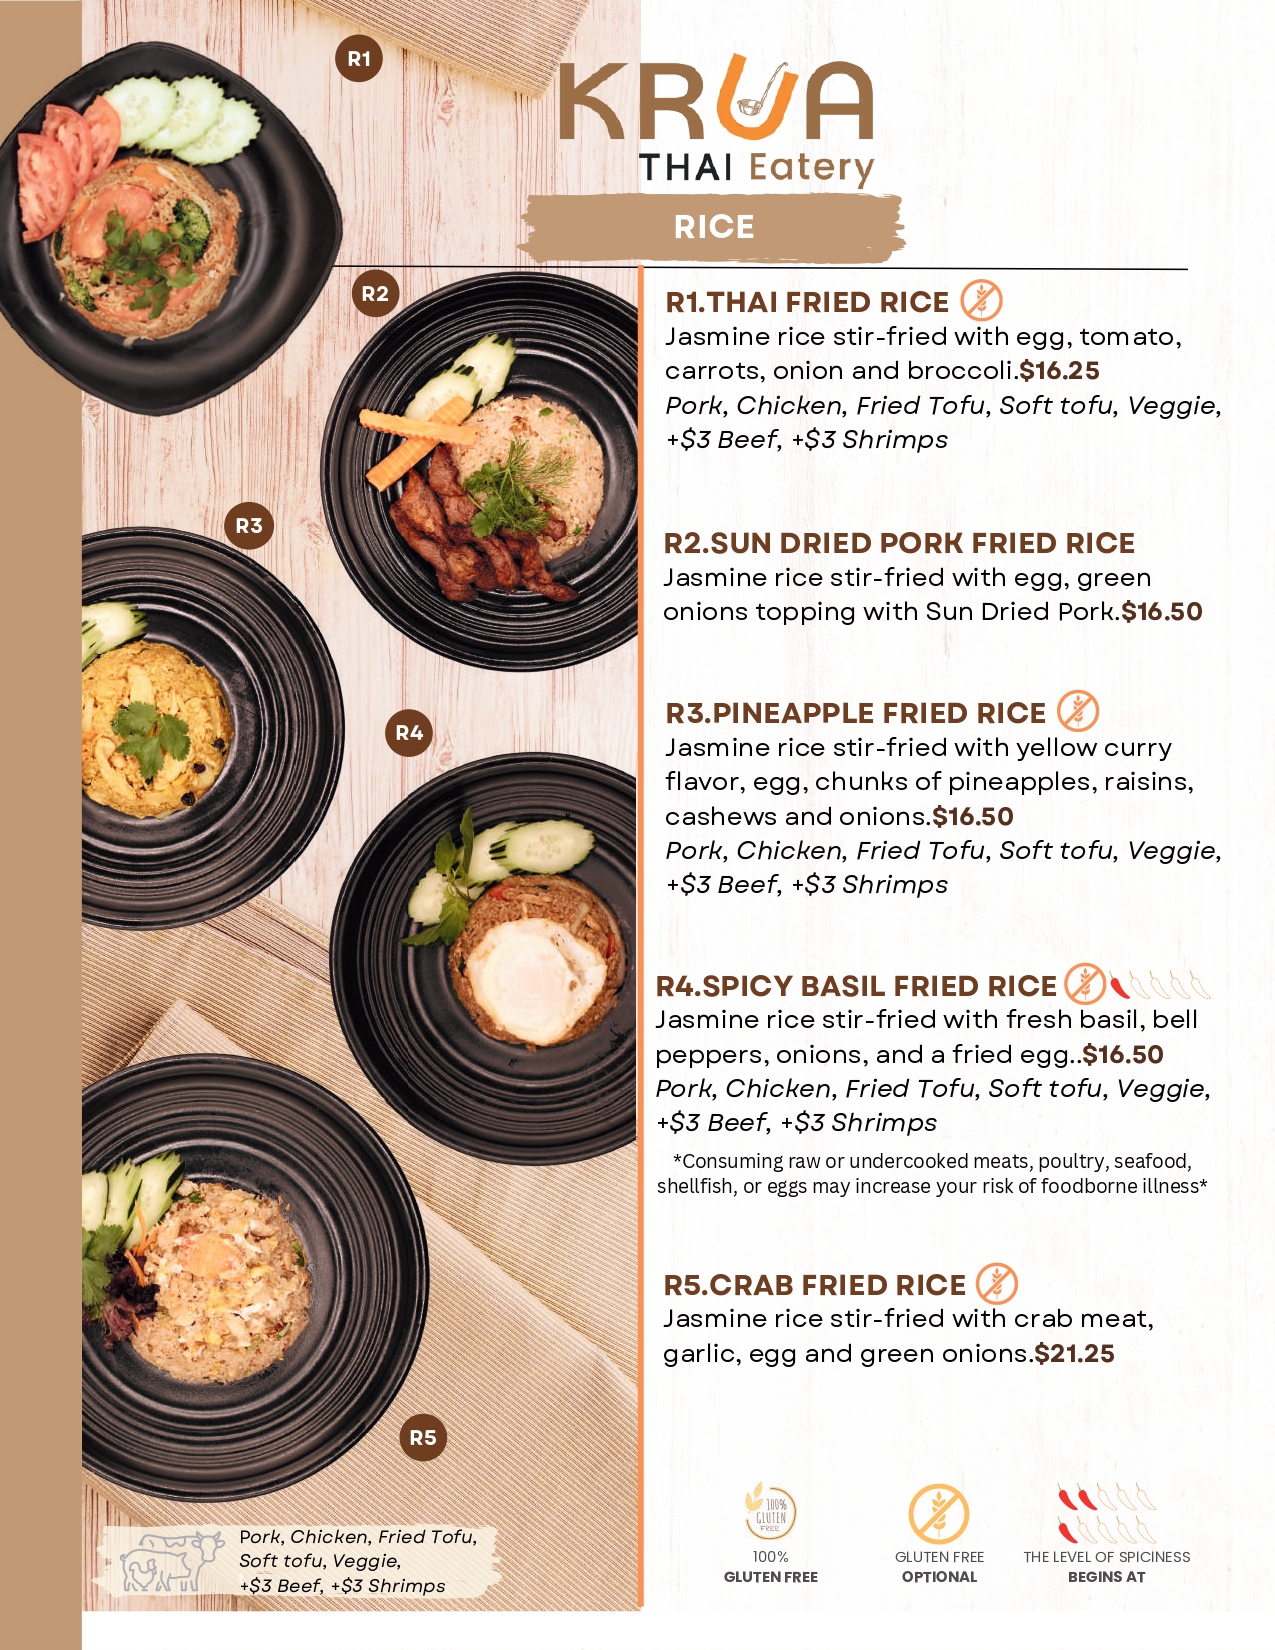 R1
KRUA
THAI Eatery
RICE
R2
R1.THAI FRIED RICE
Jasmine rice stir-fried with egg, tomato,
carrots, onion and broccoli.$16.25
Pork, Chicken, Fried Tofu, Soft tofu, Veggie,
+$3 Beef, +$3 Shrimps
R3
R2.SUN DRIED PORK FRIED RICE
Jasmine rice stir-fried with egg, green
onions topping with Sun Dried Pork.$16.50
R4
R3.PINEAPPLE FRIED RICE
Jasmine rice stir-fried with yellow curry
flavor, egg, chunks of pineapples, raisins,
cashews and onions.$16.50
Pork, Chicken, Fried Tofu, Soft tofu, Veggie,
+$3 Beef, +$3 Shrimps
R4.SPICY BASIL FRIED RICE
Jasmine rice stir-fried with fresh basil, bell
peppers, onions, and a fried egg..$16.50
Pork, Chicken, Fried Tofu, Soft tofu, Veggie,
+$3 Beef, +$3 Shrimps
*Consuming raw or undercooked meats, poultry, seafood,
shellfish, or eggs may increase your risk of foodborne illness*
R5.CRAB FRIED RICE
Jasmine rice stir-fried with crab meat,
garlic, egg and green onions.$21.25
R5
Pork, Chicken, Fried Tofu,
Soft tofu, Veggie,
+$3 Beef, +$3 Shrimps
100%
GLUTEN
FREE
100%
GLUTEN FREE
GLUTEN FREE
OPTIONAL
THE LEVEL OF SPICINESS
BEGINS AT